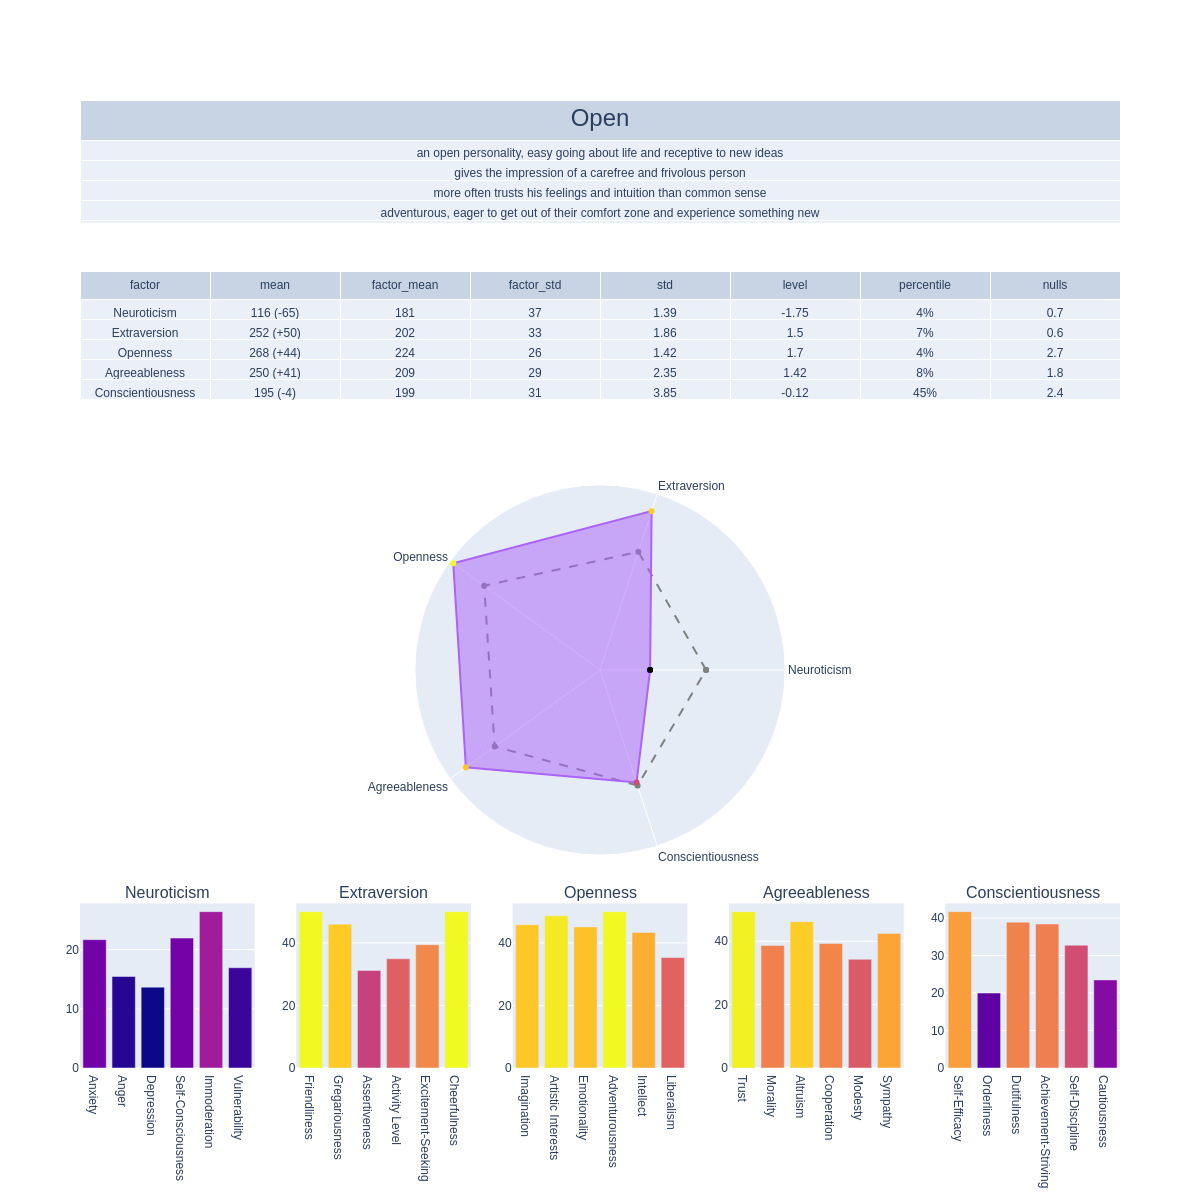 Open
an open personality, easy going about life and receptive to new ideas
gives the impression of a carefree and frivolous person
more often trusts his feelings and intuition than common sense
adventurous, eager to get out of their comfort zone and experience something new
factor mean factor_mean factor_std std level percentile nulls
Neuroticism 116 (-65) 181 37 1.39 -1.75 4% 0.7
Extraversion 252 (+50) 202 33 1.86 1.5 7% 0.6
Openness 268 (+44) 224 26 1.42 1.7 4% 2.7
Agreeableness 250 (+41) 209 29 2.35 1.42 8% 1.8
Conscientiousness 195 (-4) 199 31 3.85 -0.12 45% 2.4
Extraversion
Openness
Neuroticism
Agreeableness
Conscientiousness
Neuroticism
20
10
0
Anxiety
Anger
Depression
Self-Consciousness
Immoderation
Vulnerability
Extraversion
40
20
0
Friendliness
Gregariousness
Assertiveness
Activity Level
Excitement-Seeking
Cheerfulness
Openness
40
20
0
Imagination
Artistic Interests
Emotionality
Adventurousness
Intellect
Liberalism
Agreeableness
40
20
0
Trust
Morality
Altruism
Cooperation
Modesty
Sympathy
Conscientiousness
40
30
20
10
0
Self-Efficacy
Orderliness
Dutifulness
Achievement-Striving
Self-Discipline
Cautiousness